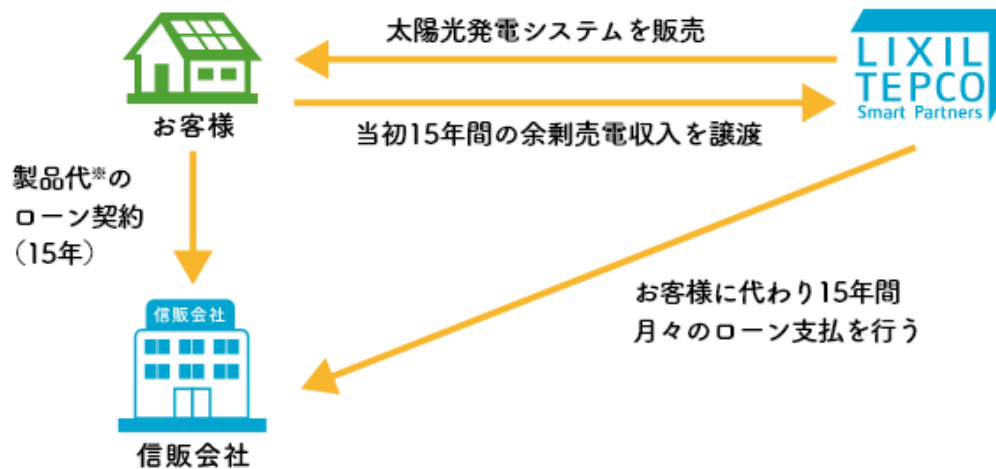 太陽光発電システムを販売
LIXIL
TEPCO
Smart Partners
お客様
当初15年間の余剰売電収入を譲渡
製品代※の
ローン契約
（15年）
お客様に代わり15年間
月々のローン支払を行う
信販会社
信販会社